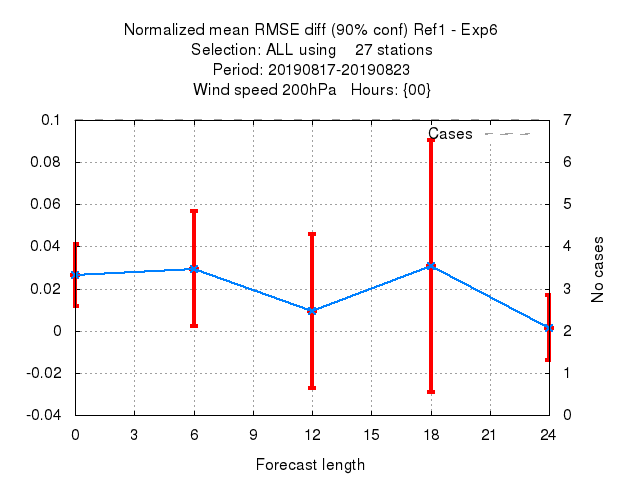 Normalized mean RMSE diff (90% conf) Ref1 - Exp6
Selection: ALL using    27 stations
Period: 20190817-20190823
Wind speed 200hPa   Hours: {00}
Cases
0.1
0.08
0.06
0.04
0.02
0
-0.02
-0.04
7
6
5
4
3
2
1
0
No cases
0 3 6 9 12 15 18 21 24
Forecast length